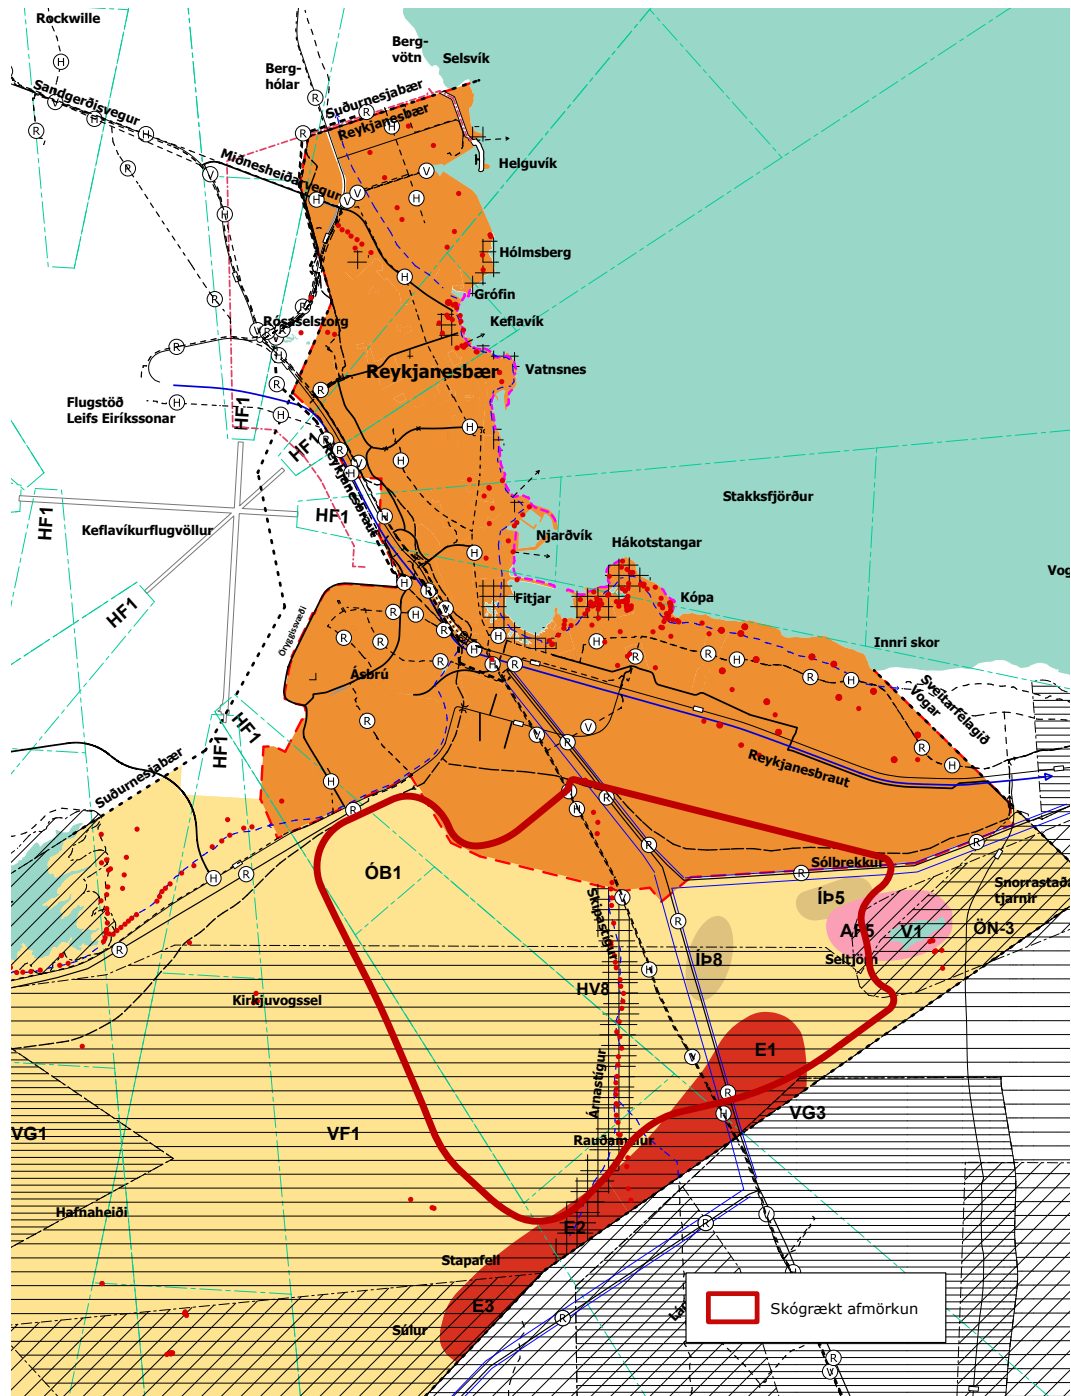 Rockwille
Berg-
vötn
Selsvík
Berg-
hólar
Sandgerðisvegur
Suðurnesjabær
Reykjanesbær
Miðnesheiðarvegur
Helguvík
Hólmsberg
Grófin
Rósaselstorg
Keflavík
Reykjanesbær
Vatnsnes
Flugstöð
Leifs Eiríkssonar
HF1
HF1
Reykjanesbraut
Stakksfjörður
HF1
HF1
Keflavíkurflugvöllur
Njarðvík
Hákotstangar
Vog
HF1
Fitjar
Kópa
Öryggissvæði
Innri skor
Ásbrú
Sveitarfélagið
Vogar
HF1
HF1
Suðurnesjabær
Reykjanesbraut
ÓB1
Sólbrekkur
Snorrastaða
tjarnir
ÍÞ5
Skipastígur
AF5
V1
ÖN-3
ÍÞ8
Seltjörn
HV8
Kirkjuvogssel
E1
Árnastígur
VG3
VG1
VF1
Rauðamelur
Hafnaheiði
E2
Stapafell
E3
Súlur
Skógrækt afmörkun